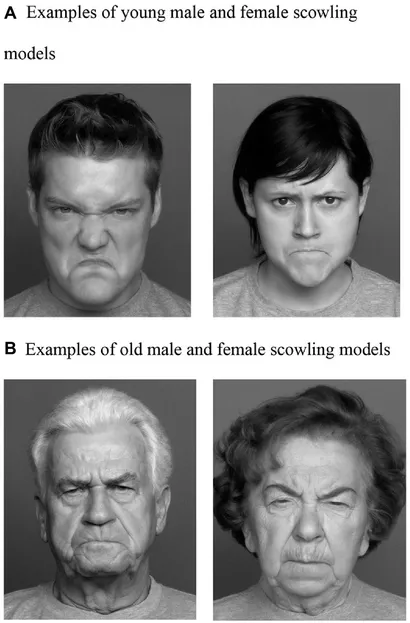 A Examples of young male and female scowling
models
B Examples of old male and female scowling models